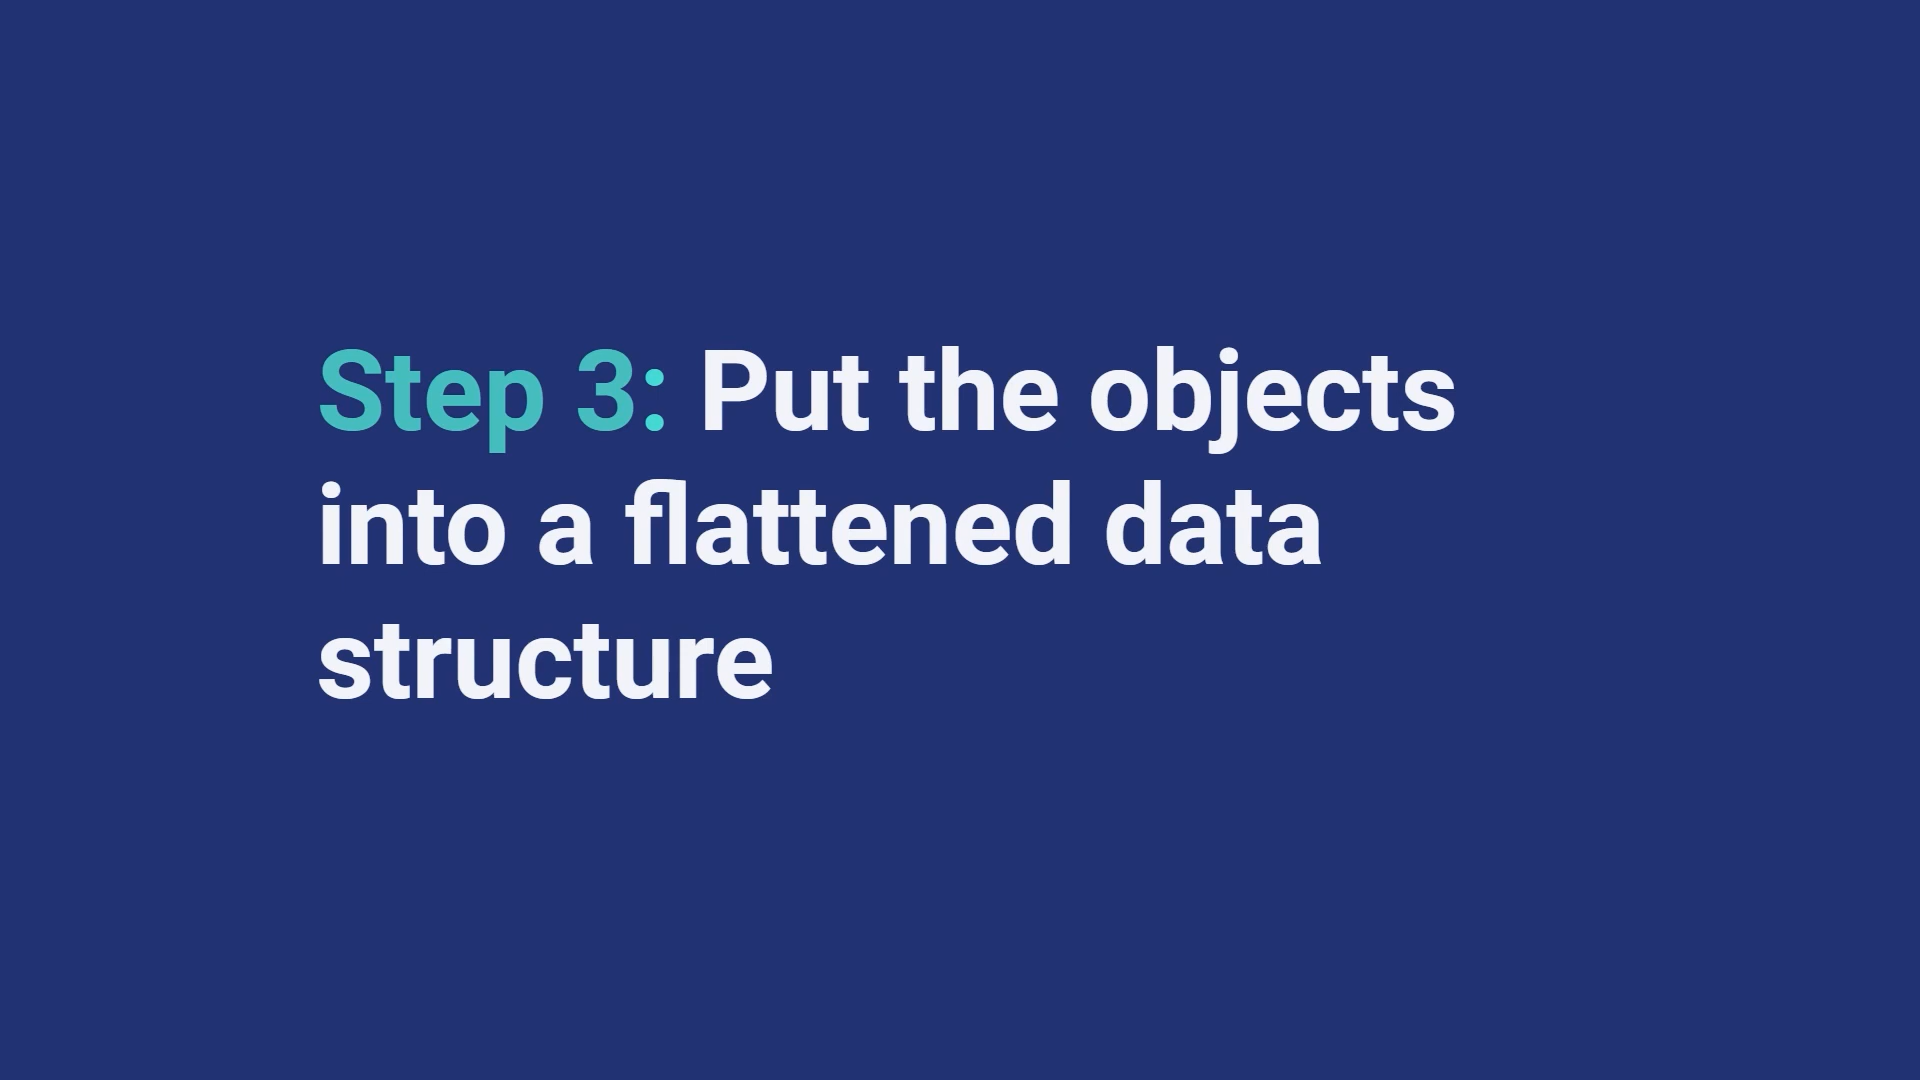 Step 3: Put the objects
into a flattened data
structure